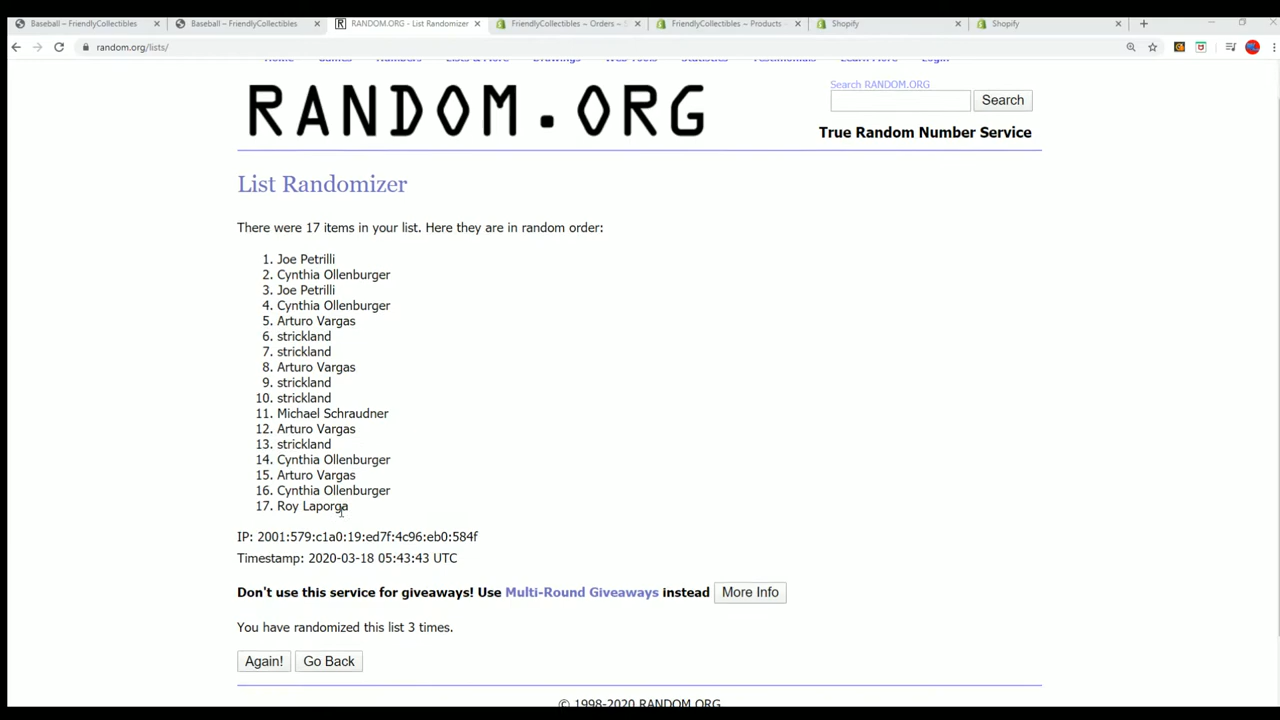 Baseball – FriendlyCollectibles
Baseball – FriendlyCollectibles
RANDOM.ORG - List Randomizer
FriendlyCollectibles ~ Orders ~
FriendlyCollectibles ~ Products
Shopify
Shopify
random.org/lists/
Home Games Numbers Lists & More Drawings Web Tools Statistics Testimonials Learn More Login
RANDOM.ORG
Search RANDOM.ORG
Search
True Random Number Service
List Randomizer
There were 17 items in your list. Here they are in random order:
1. Joe Petrilli
2. Cynthia Ollenburger
3. Joe Petrilli
4. Cynthia Ollenburger
5. Arturo Vargas
6. strickland
7. strickland
8. Arturo Vargas
9. strickland
10. strickland
11. Michael Schraudner
12. Arturo Vargas
13. strickland
14. Cynthia Ollenburger
15. Arturo Vargas
16. Cynthia Ollenburger
17. Roy Laporga
IP: 2001:579:c1a0:19:ed7f:4c96:eb0:584f
Timestamp: 2020-03-18 05:43:43 UTC
Don't use this service for giveaways! Use Multi-Round Giveaways instead More Info
You have randomized this list 3 times.
Again! Go Back
© 1998-2020 RANDOM.ORG